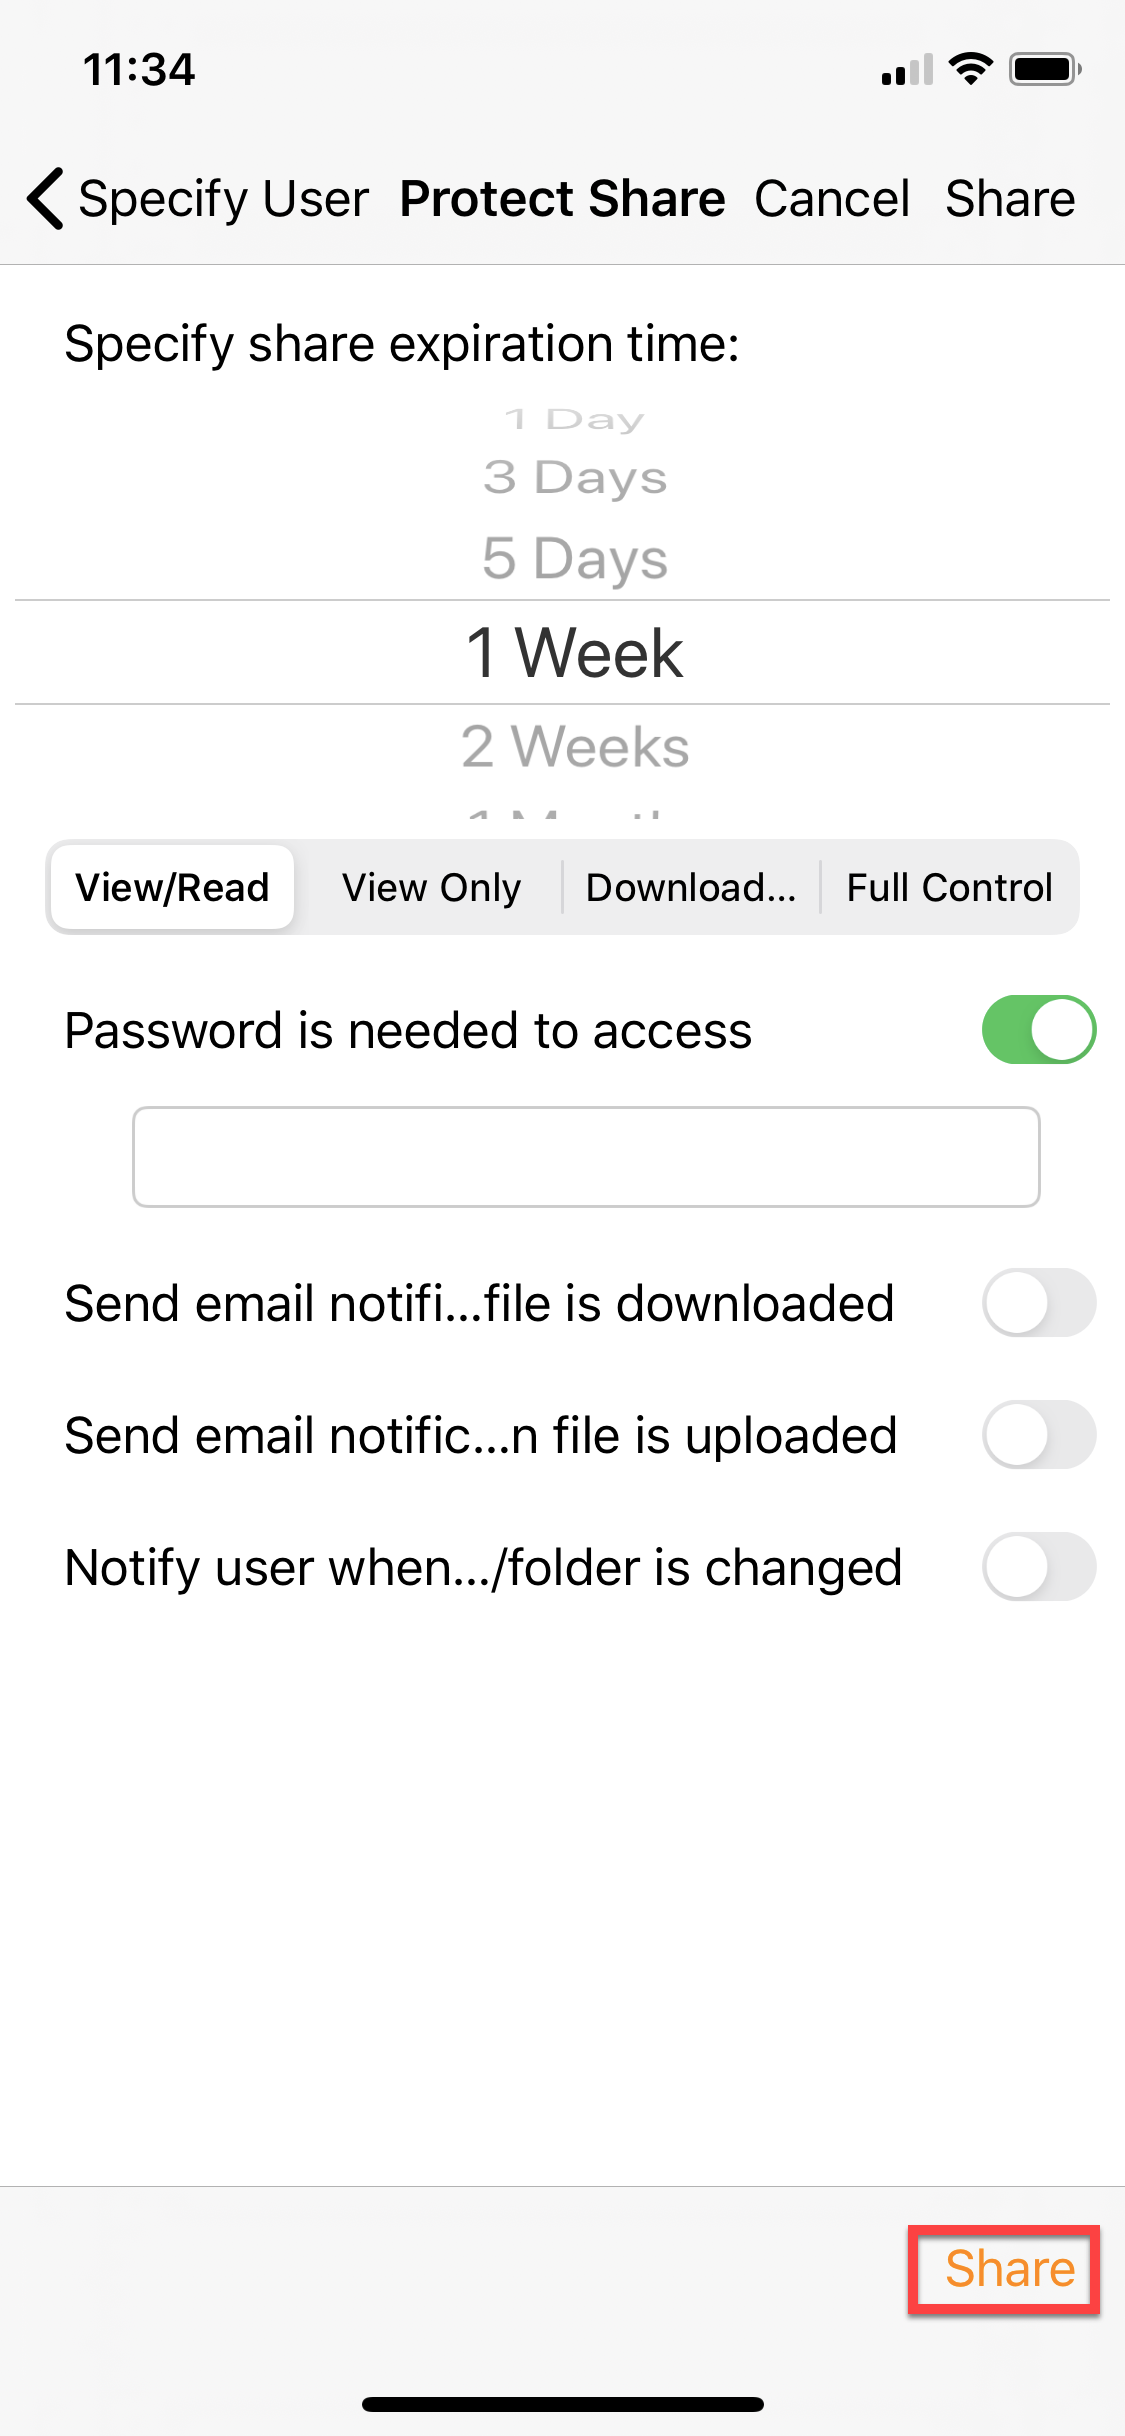 11:34
Specify User Protect Share Cancel Share
Specify share expiration time:
1 Day
3 Days
5 Days
1 Week
2 Weeks
View/Read View Only Download... Full Control
Password is needed to access
Send email notifi...file is downloaded
Send email notific...n file is uploaded
Notify user when.../folder is changed
Share